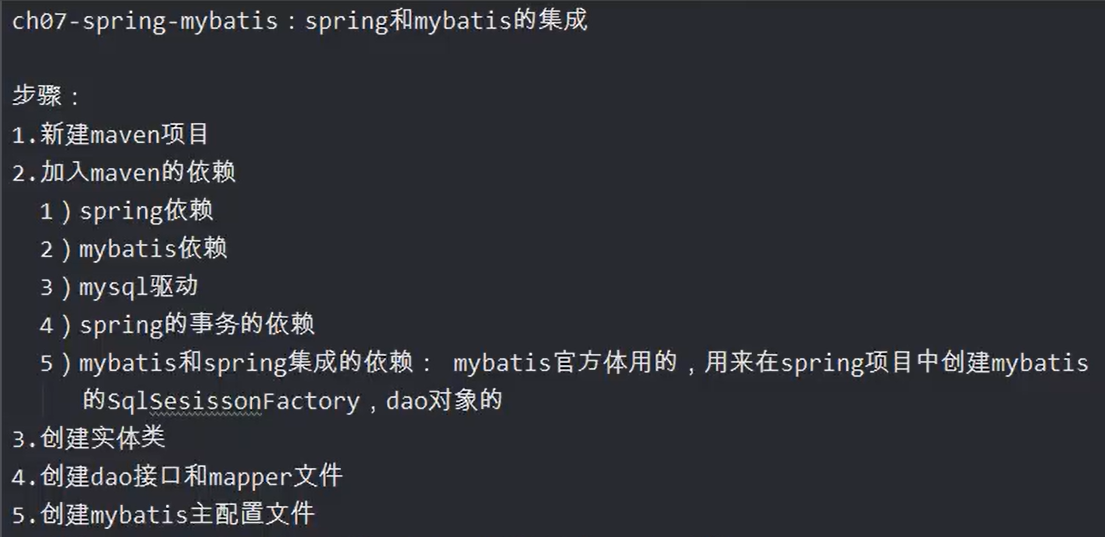 ch07-spring-mybatis：spring和mybatis的集成
步骤：
1.新建maven项目
2.加入maven的依赖
1）spring依赖
2）mybatis依赖
3）mysql驱动
4）spring的事务的依赖
5）mybatis和spring集成的依赖： mybatis官方体用的，用来在spring项目中创建mybatis
的SqlSesissonFactory，dao对象的
3.创建实体类
4.创建dao接口和mapper文件
5.创建mybatis主配置文件